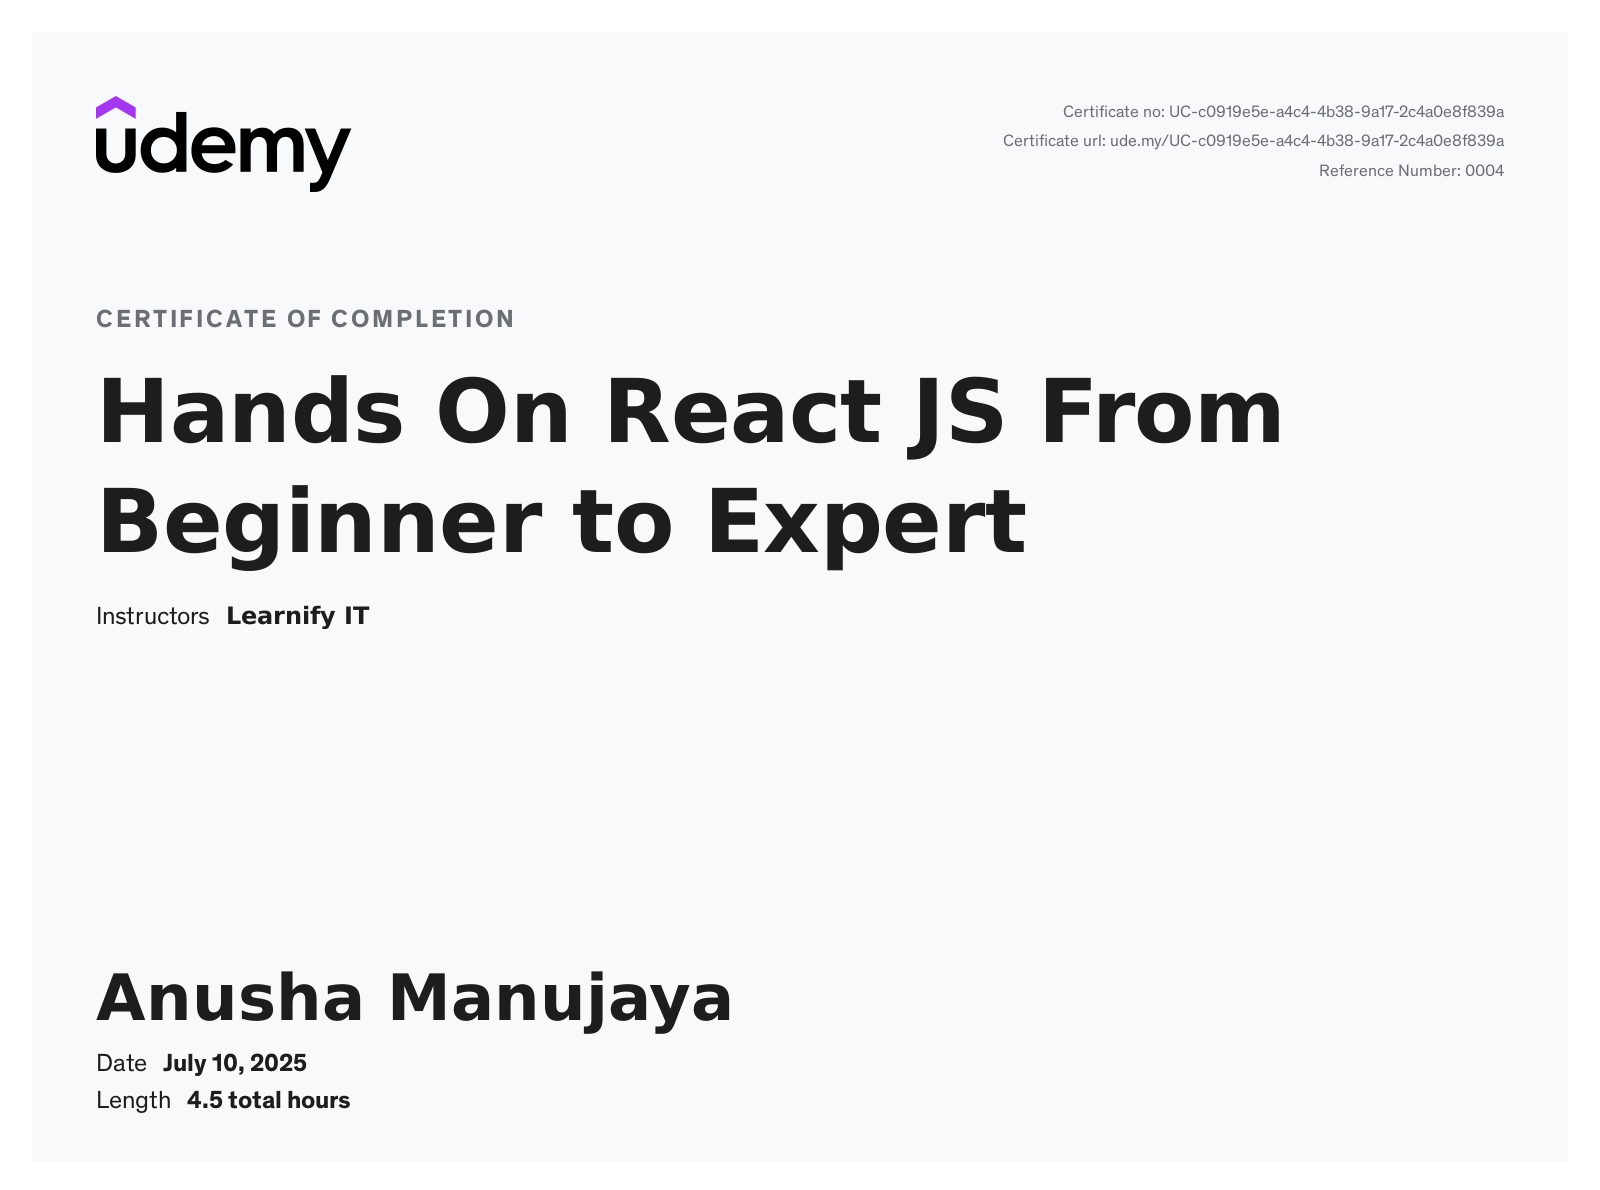 udemy
Certificate no: UC-c0919e5e-a4c4-4b38-9a17-2c4a0e8f839a
Certificate url: ude.my/UC-c0919e5e-a4c4-4b38-9a17-2c4a0e8f839a
Reference Number: 0004
CERTIFICATE OF COMPLETION
Hands On React JS From
Beginner to Expert
Instructors Learnify IT
Anusha Manujaya
Date July 10, 2025
Length 4.5 total hours